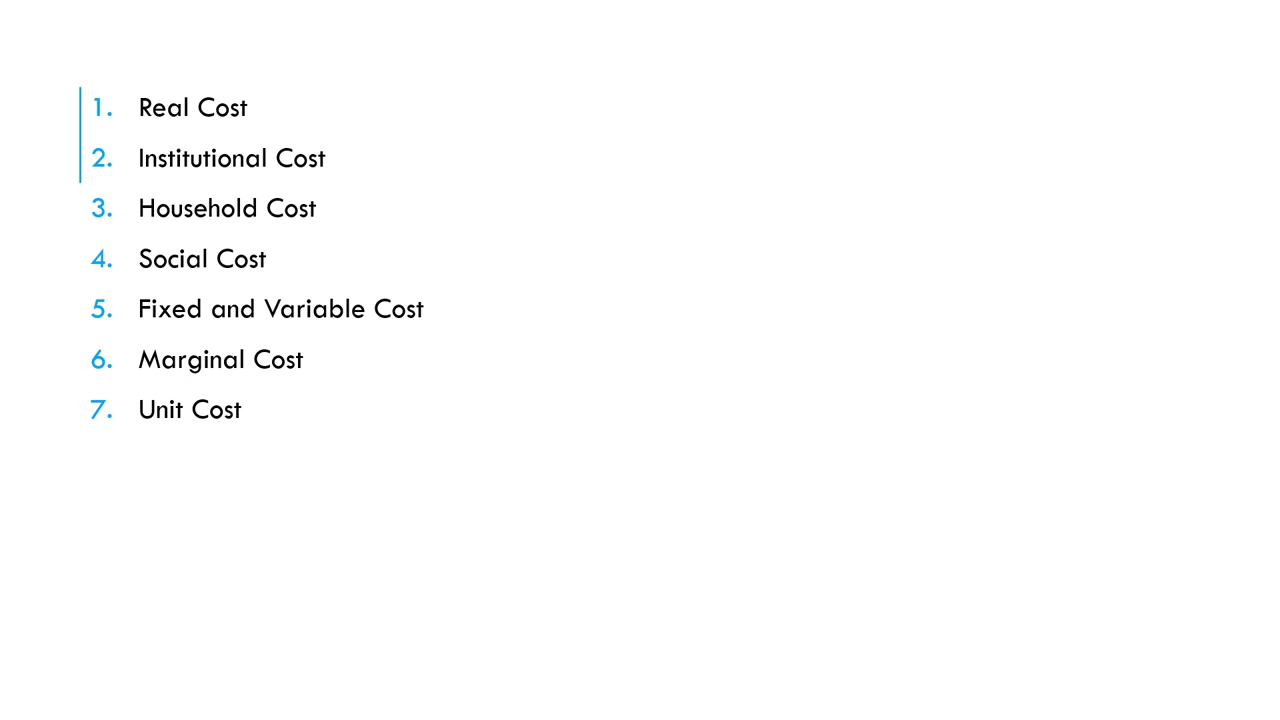 1. Real Cost
2. Institutional Cost
3. Household Cost
4. Social Cost
5. Fixed and Variable Cost
6. Marginal Cost
7. Unit Cost